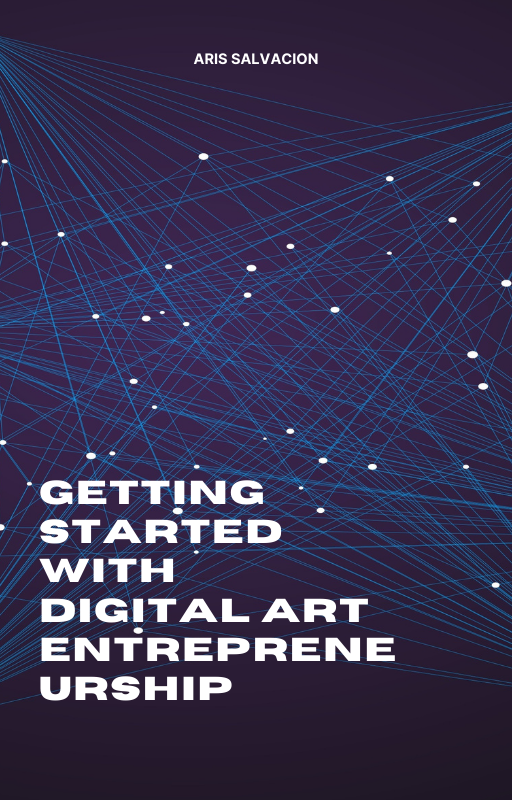 ARIS SALVACION
GETTING
STARTED
WITH
DIGITAL ART
ENTREPRENE
URSHIP